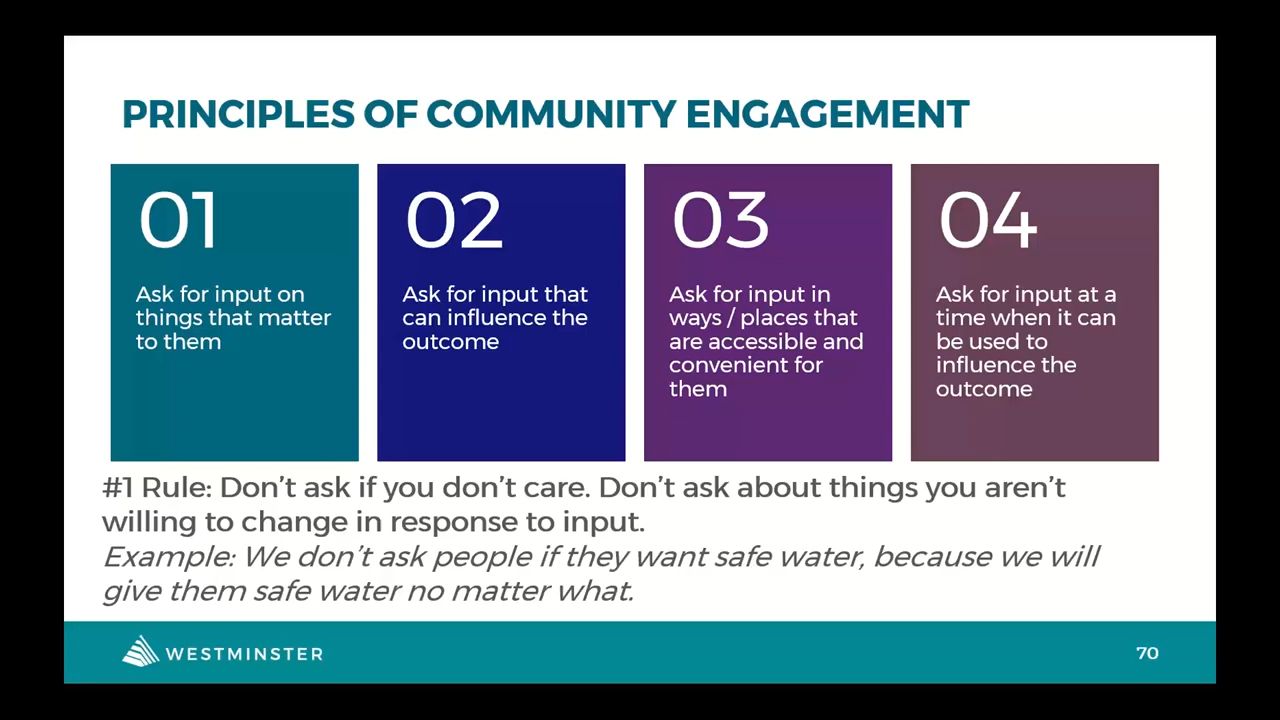 PRINCIPLES OF COMMUNITY ENGAGEMENT
01
Ask for input on
things that matter
to them
02
Ask for input that
can influence the
outcome
03
Ask for input in
ways / places that
are accessible and
convenient for
them
04
Ask for input at a
time when it can
be used to
influence the
outcome
#1 Rule: Don’t ask if you don’t care. Don’t ask about things you aren’t
willing to change in response to input.
Example: We don’t ask people if they want safe water, because we will
give them safe water no matter what.
WESTMINSTER
70